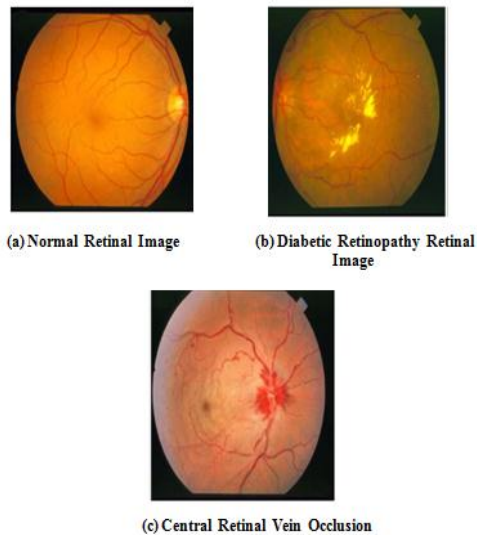 (a) Normal Retinal Image
(b) Diabetic Retinopathy Retinal
Image
(c) Central Retinal Vein Occlusion